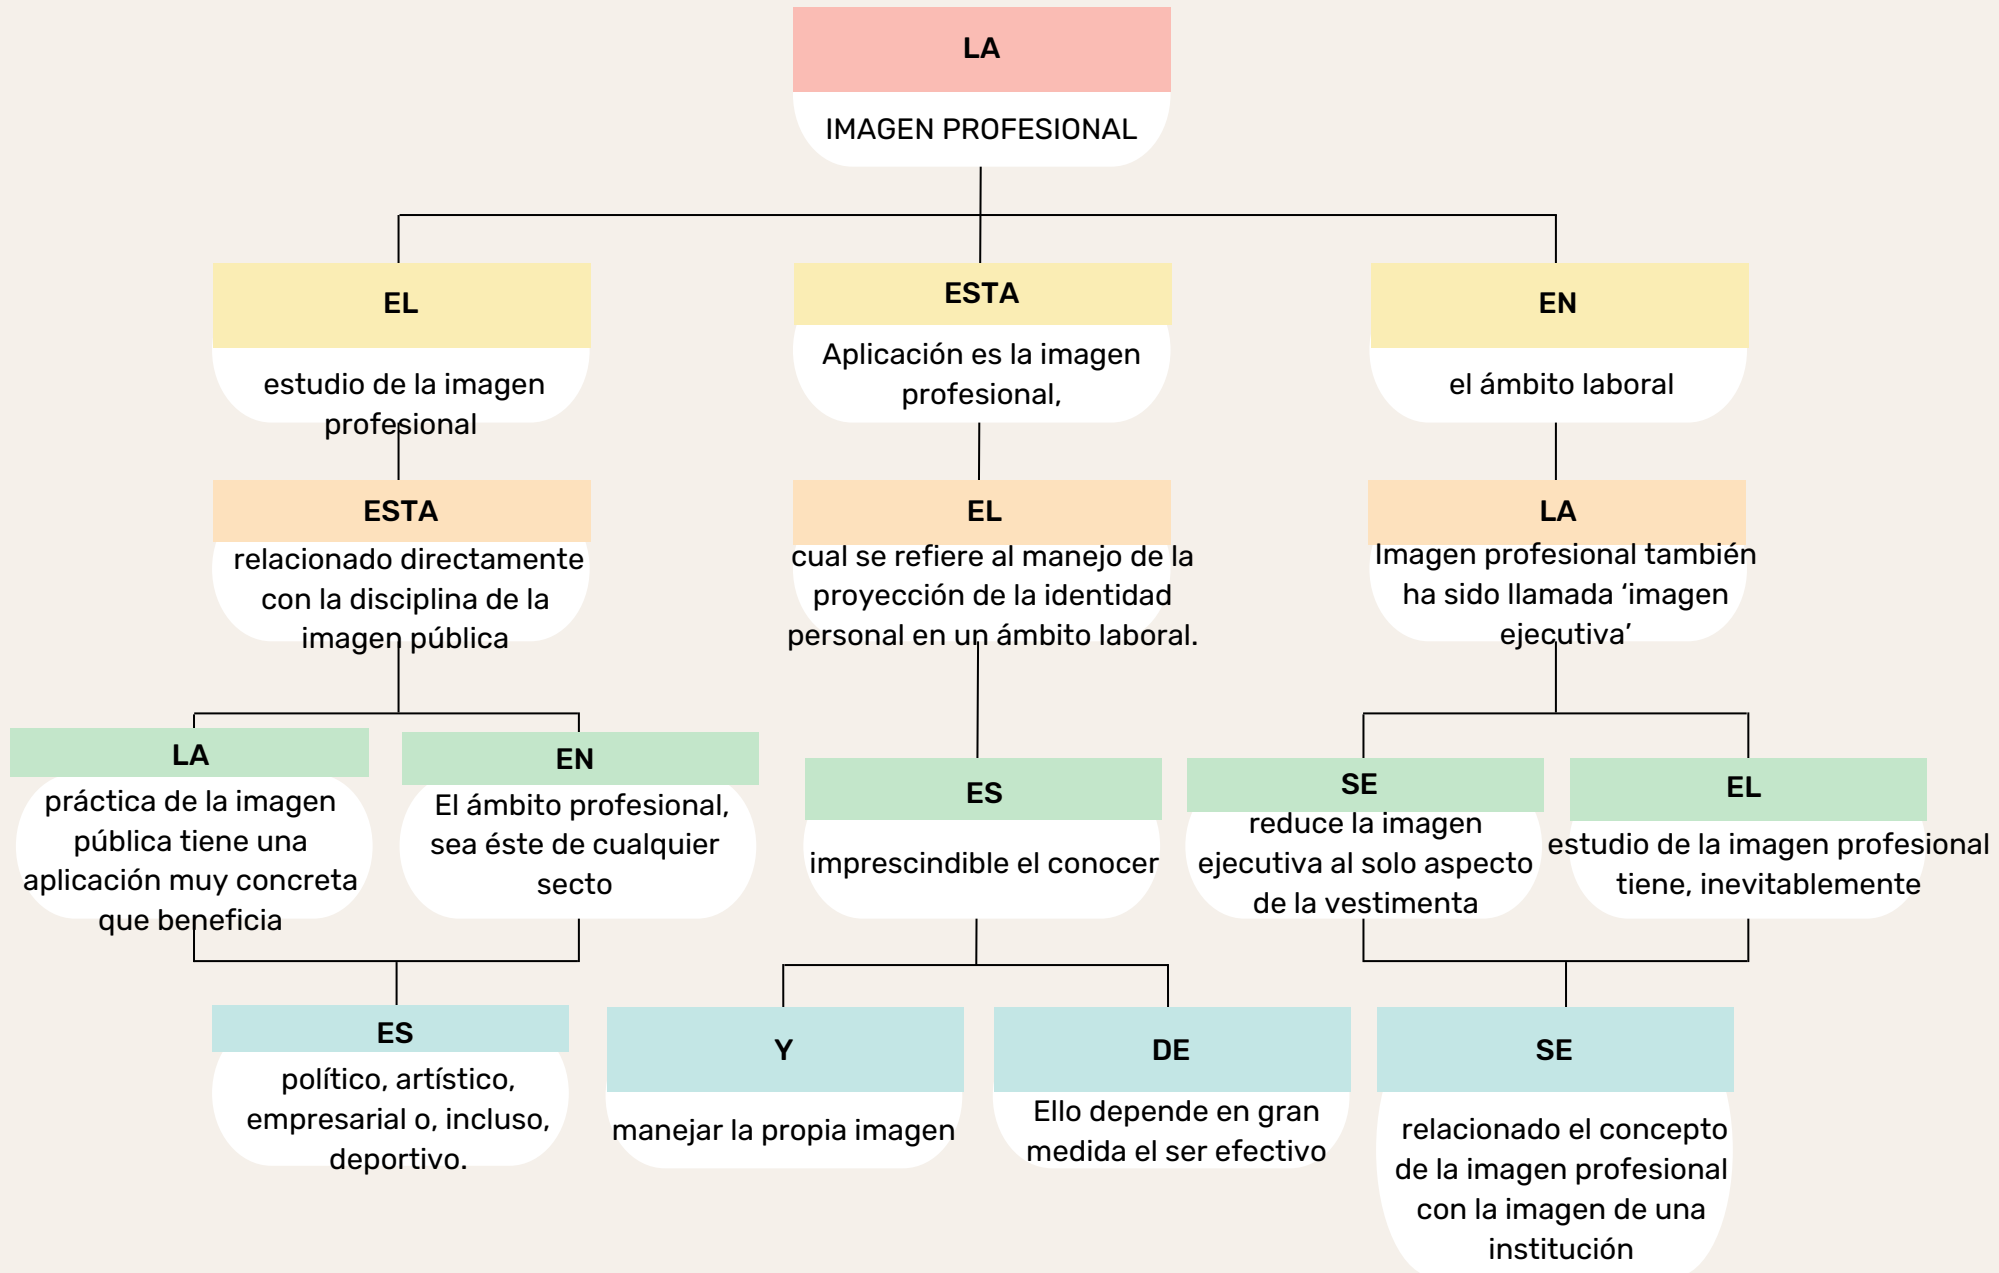 LA
IMAGEN PROFESIONAL
EL
estudio de la imagen
profesional
ESTA
Aplicación es la imagen
profesional,
EN
el ámbito laboral
ESTA
relacionado directamente
con la disciplina de la
imagen pública
EL
cual se refiere al manejo de la
proyección de la identidad
personal en un ámbito laboral.
LA
Imagen profesional también
ha sido llamada ‘imagen
ejecutiva’
LA
práctica de la imagen
pública tiene una
aplicación muy concreta
que beneficia
EN
El ámbito profesional,
sea éste de cualquier
secto
ES
imprescindible el conocer
SE
reduce la imagen
ejecutiva al solo aspecto
de la vestimenta
EL
estudio de la imagen profesional
tiene, inevitablemente
ES
político, artístico,
empresarial o, incluso,
deportivo.
Y
manejar la propia imagen
DE
Ello depende en gran
medida el ser efectivo
SE
relacionado el concepto
de la imagen profesional
con la imagen de una
institución